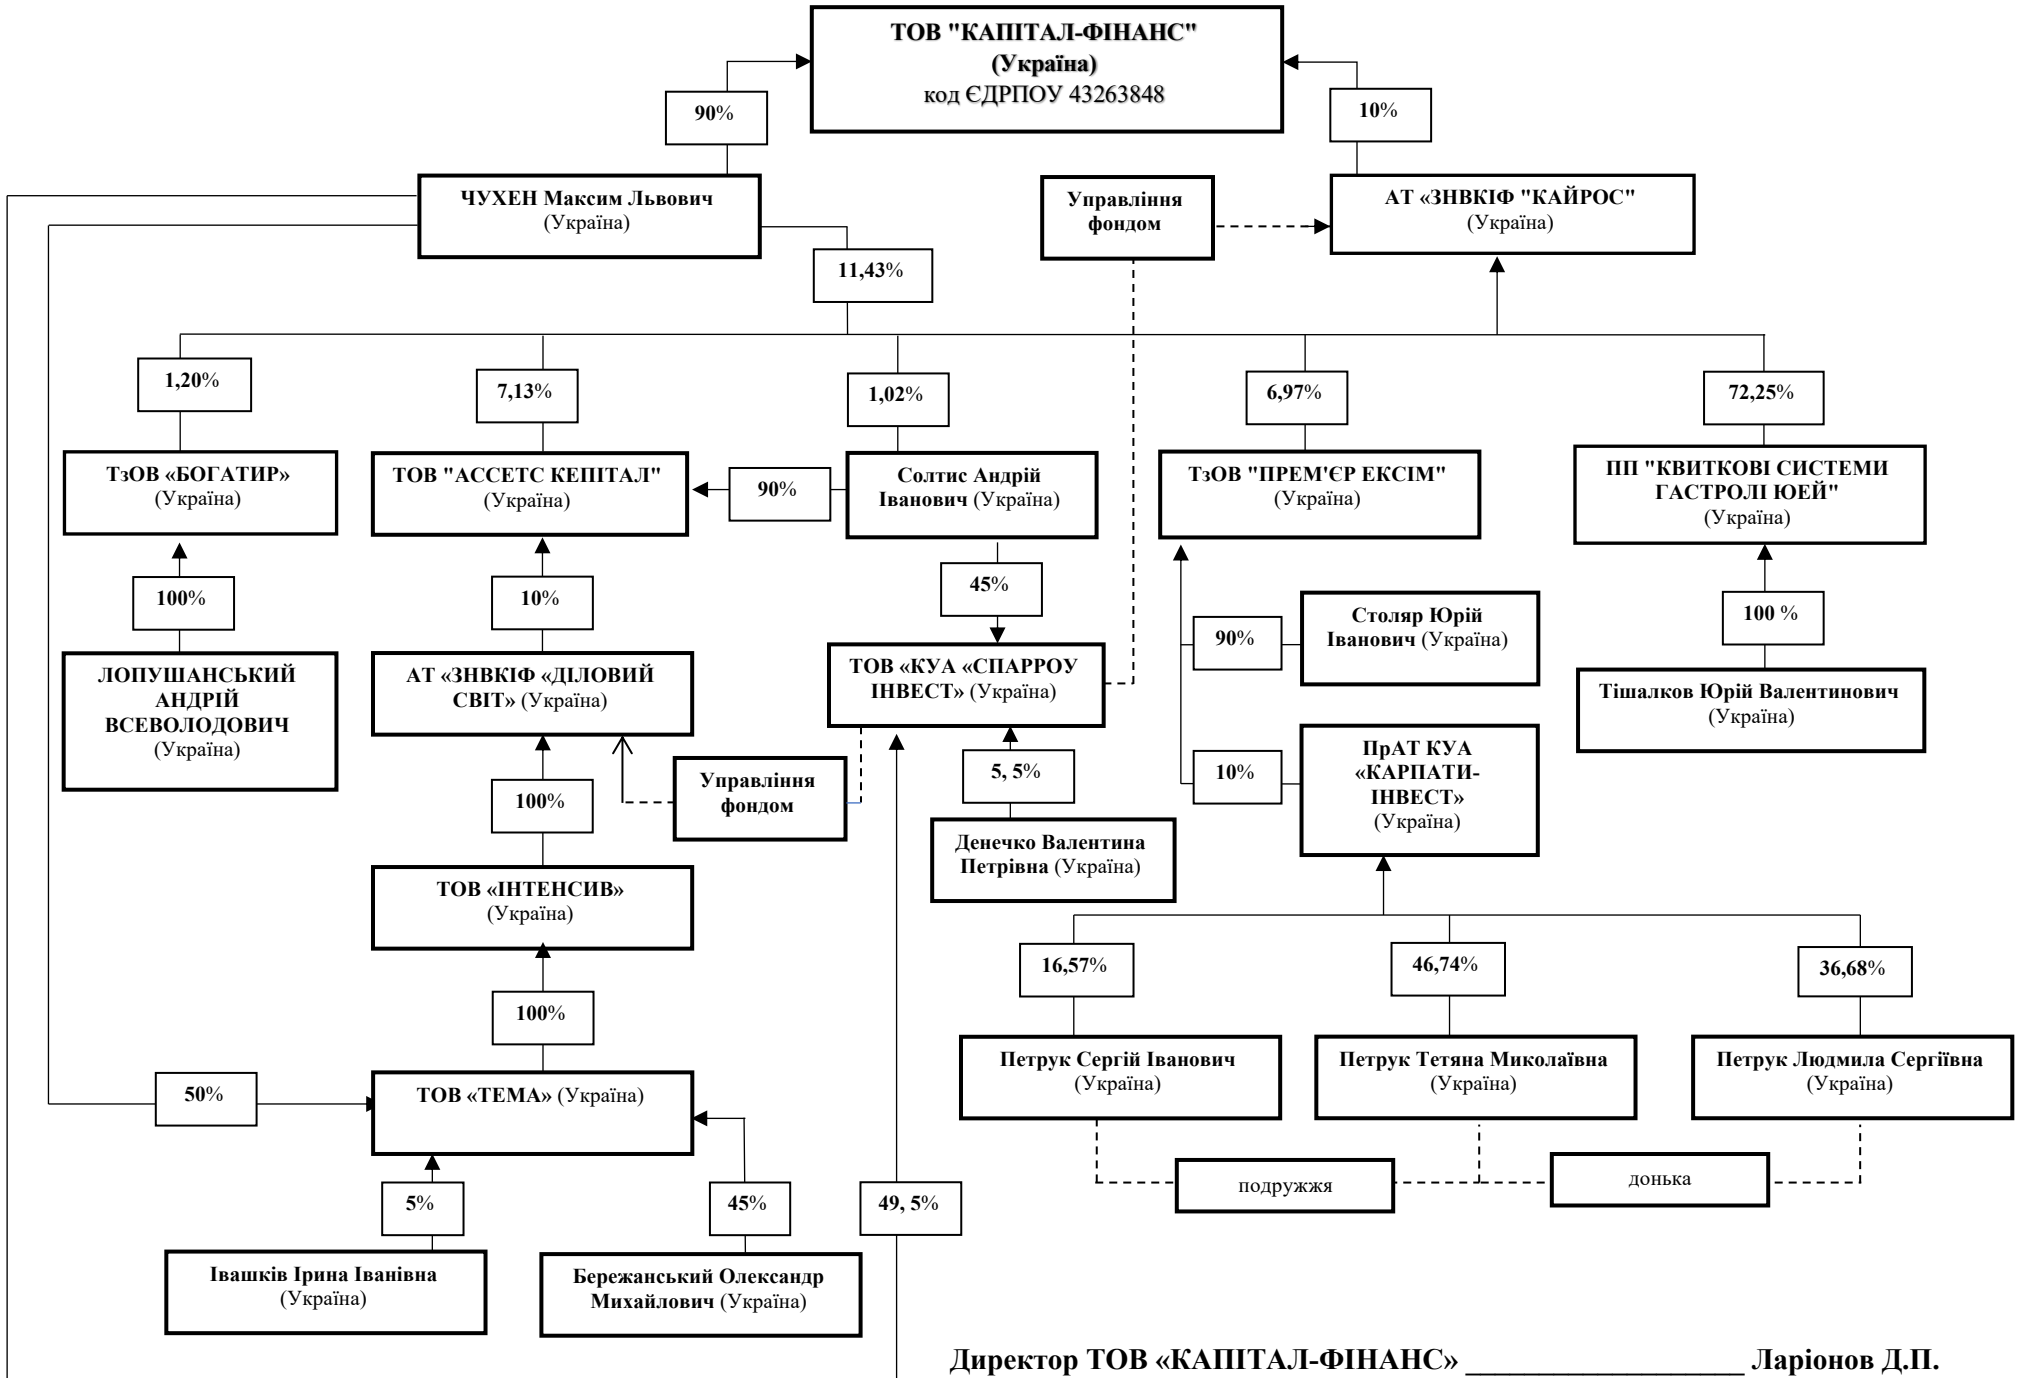 ТОВ "КАПІТАЛ-ФІНАНС"
(Україна)
код ЄДРПОУ 43263848
90%
10%
ЧУХЕН Максим Львович
(Україна)
Управління
фондом
АТ «ЗНВКІФ "КАЙРОС"
(Україна)
11,43%
1,20%
7,13%
1,02%
6,97%
72,25%
ТзОВ «БОГАТИР»
(Україна)
ТОВ "АССЕТС КЕПІТАЛ"
(Україна)
90%
Солтис Андрій
Іванович (Україна)
ТзОВ "ПРЕМ'ЄР ЕКСІМ"
(Україна)
ПП "КВИТКОВІ СИСТЕМИ
ГАСТРОЛІ ЮЕЙ"
(Україна)
100%
10%
45%
90%
Столяр Юрій
Іванович (Україна)
100 %
ЛОПУШАНСЬКИЙ
АНДРІЙ
ВСЕВОЛОДОВИЧ
(Україна)
АТ «ЗНВКІФ «ДІЛОВИЙ
СВІТ» (Україна)
ТОВ «КУА «СПАРРОУ
ІНВЕСТ» (Україна)
Тішалков Юрій Валентинович
(Україна)
100%
Управління
фондом
5, 5%
10%
ПрАТ КУА
«КАРПАТИ-
ІНВЕСТ»
(Україна)
Денечко Валентина
Петрівна (Україна)
ТОВ «ІНТЕНСИВ»
(Україна)
16,57%
46,74%
36,68%
100%
Петрук Сергій Іванович
(Україна)
Петрук Тетяна Миколаївна
(Україна)
Петрук Людмила Сергіївна
(Україна)
50%
ТОВ «ТЕМА» (Україна)
подружжя
донька
5%
45%
49, 5%
Івашків Ірина Іванівна
(Україна)
Бережанський Олександр
Михайлович (Україна)
Директор ТОВ «КАПІТАЛ-ФІНАНС» ____________________ Ларіонов Д.П.